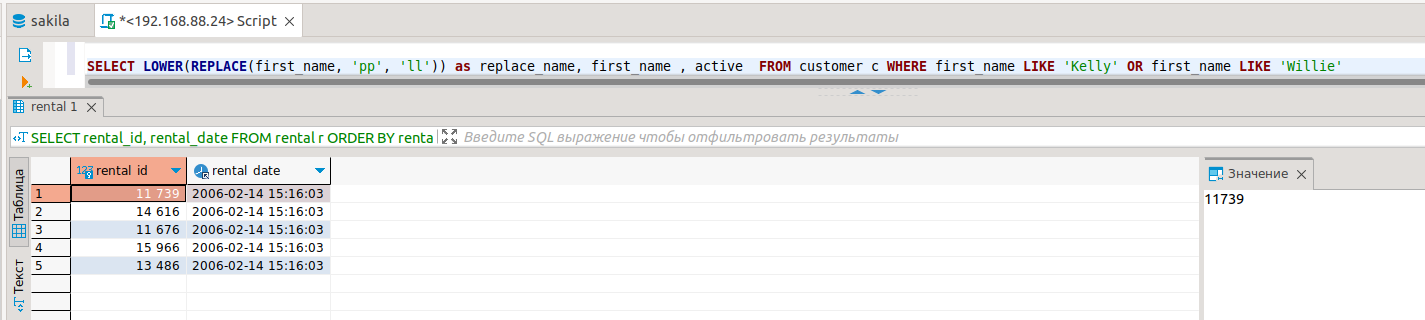 sakila
*<192.168.88.24> Script
SELECT LOWER(REPLACE(first_name, 'pp', 'll')) as replace_name, first_name , active  FROM customer c WHERE first_name LIKE 'Kelly' OR first_name LIKE 'Willie'
rental 1
SELECT rental_id, rental_date FROM rental r ORDER BY renta
Введите SQL выражение чтобы отфильтровать результаты
Таблица
Текст
123 rental_id
rental_date
1 11 739 2006-02-14 15:16:03
2 14 616 2006-02-14 15:16:03
3 11 676 2006-02-14 15:16:03
4 15 966 2006-02-14 15:16:03
5 13 486 2006-02-14 15:16:03
Значение
11739